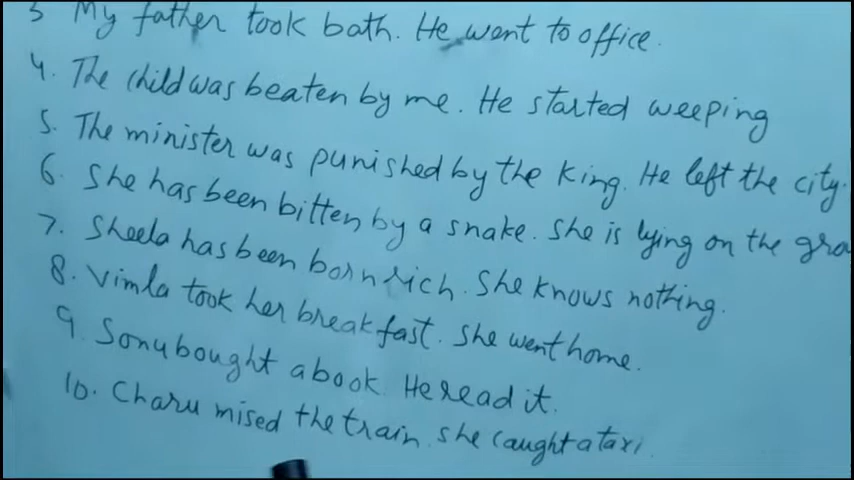 3 My father took bath. He went to office.
4. The child was beaten by me. He started weeping
5. The minister was punished by the King. He left the city.
6. She has been bitten by a snake. She is lying on the gra
7. Sheela has been born rich. She knows nothing.
8. Vimla took her breakfast. She went home.
9. Sonu bought a book. He read it.
10. Charu mised the train. she caught a taxi.